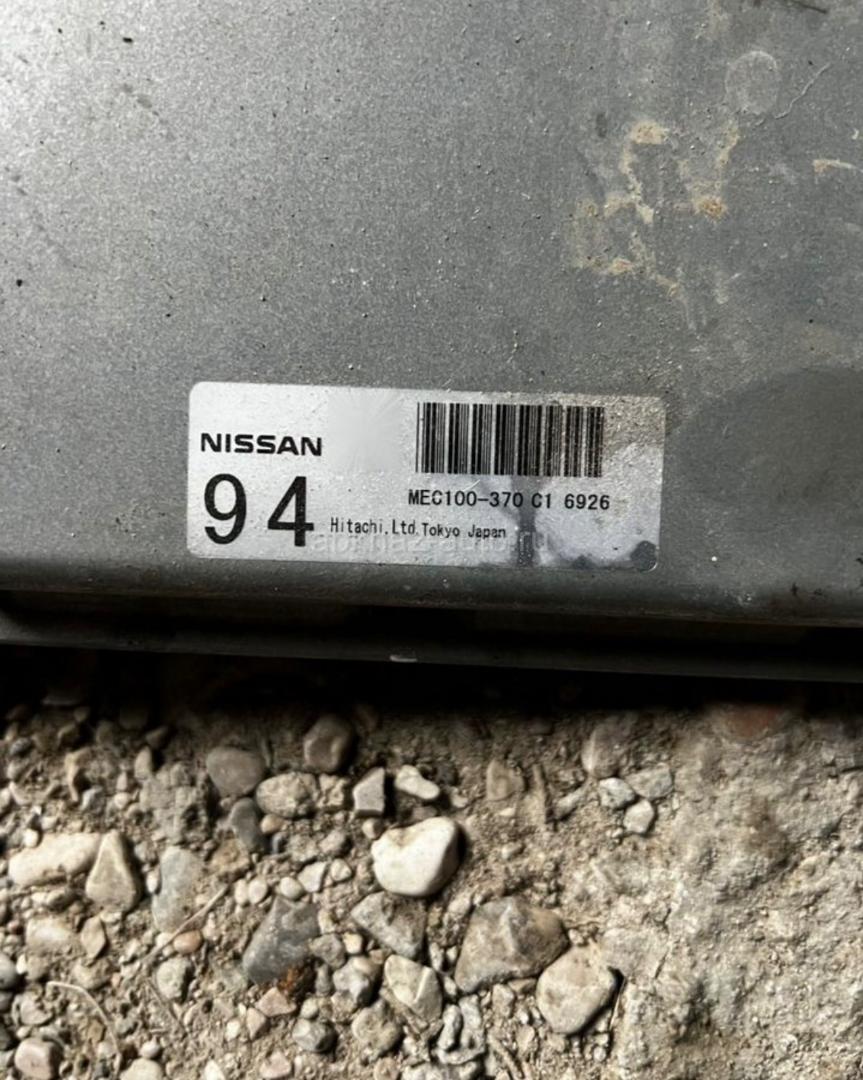 NISSAN
94
MEC100-370 C1 6926
Hitachi,Ltd.Tokyo Japan